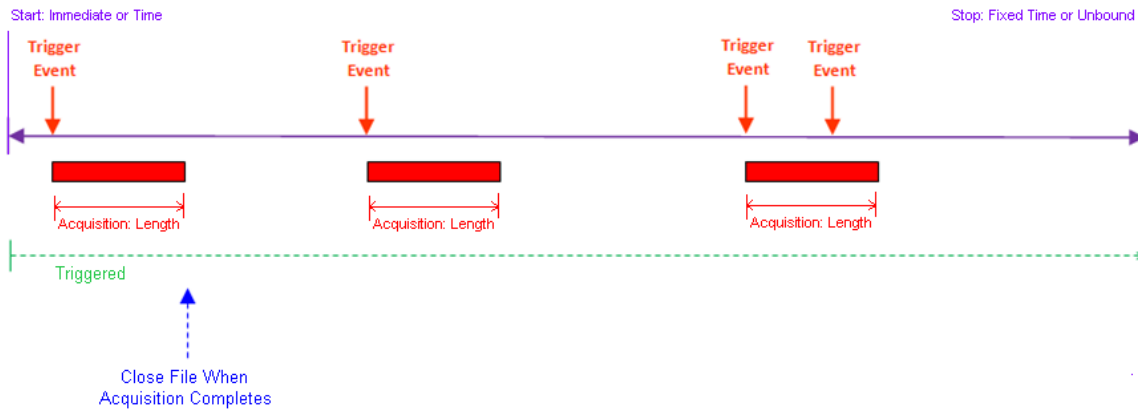 Start: Immediate or Time
Stop: Fixed Time or Unbound
Trigger
Event
Trigger
Event
Trigger
Event
Trigger
Event
Acquisition: Length
Acquisition: Length
Acquisition: Length
Triggered
Close File When
Acquisition Completes